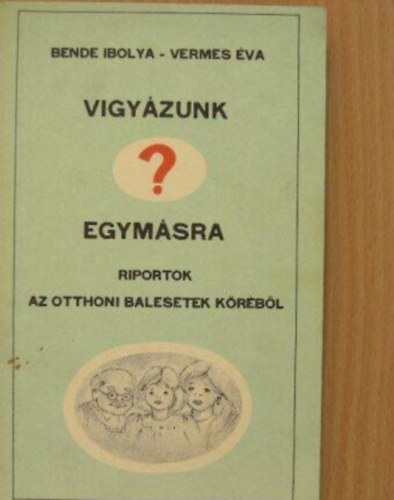 BENDE IBOLYA - VERMES ÉVA
VIGYÁZUNK
?
EGYMÁSRA
RIPORTOK
AZ OTTHONI BALESETEK KÖRÉBŐL